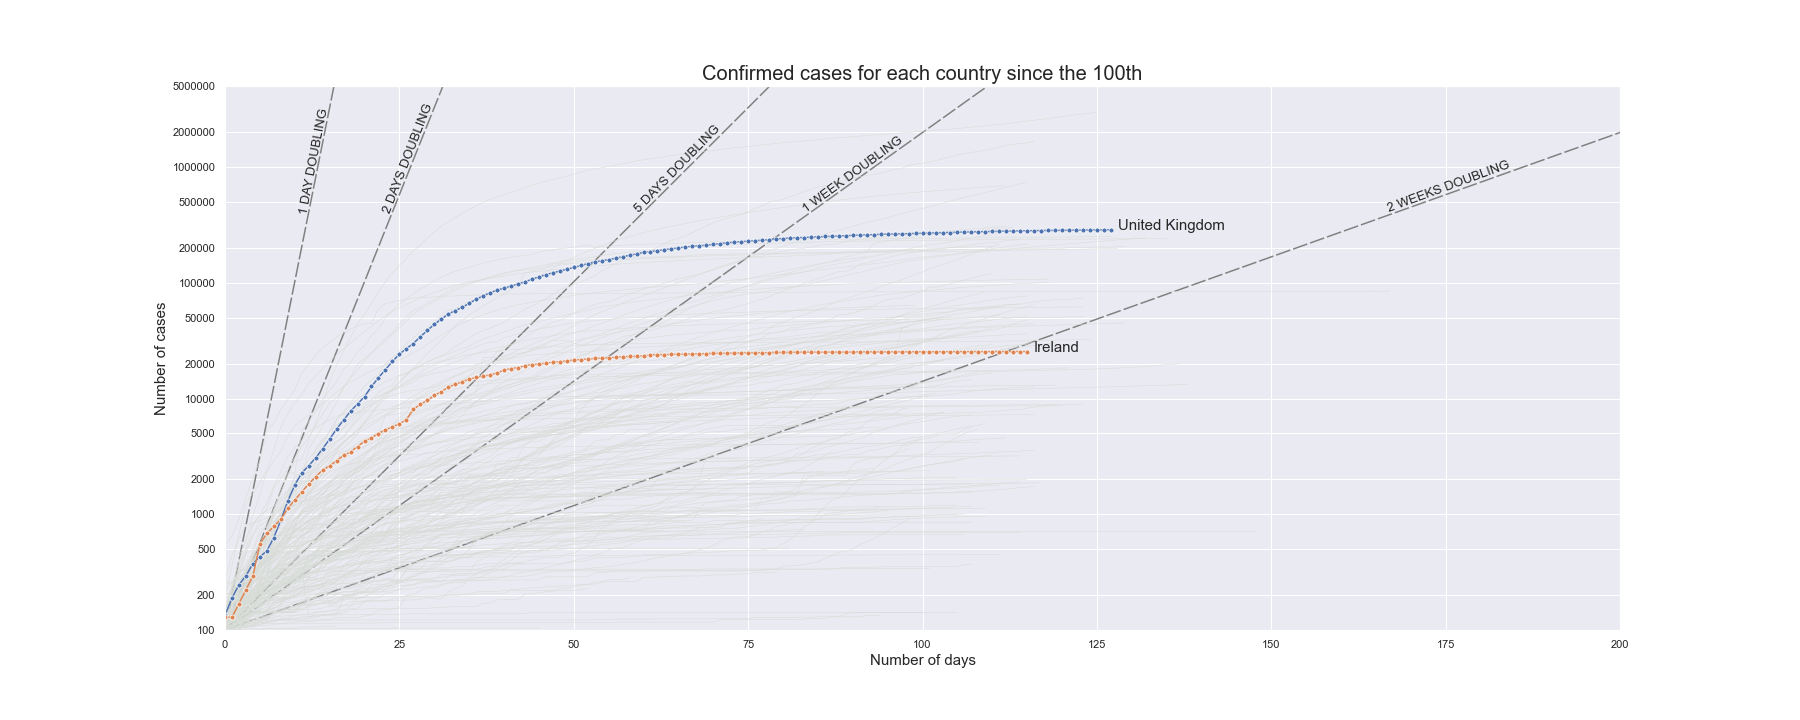 Confirmed cases for each country since the 100th
5000000
2000000
1000000
500000
200000
100000
50000
20000
10000
5000
2000
1000
500
200
100
Number of cases
1 DAY DOUBLING
2 DAYS DOUBLING
5 DAYS DOUBLING
1 WEEK DOUBLING
2 WEEKS DOUBLING
United Kingdom
Ireland
0 25 50 75 100 125 150 175 200
Number of days